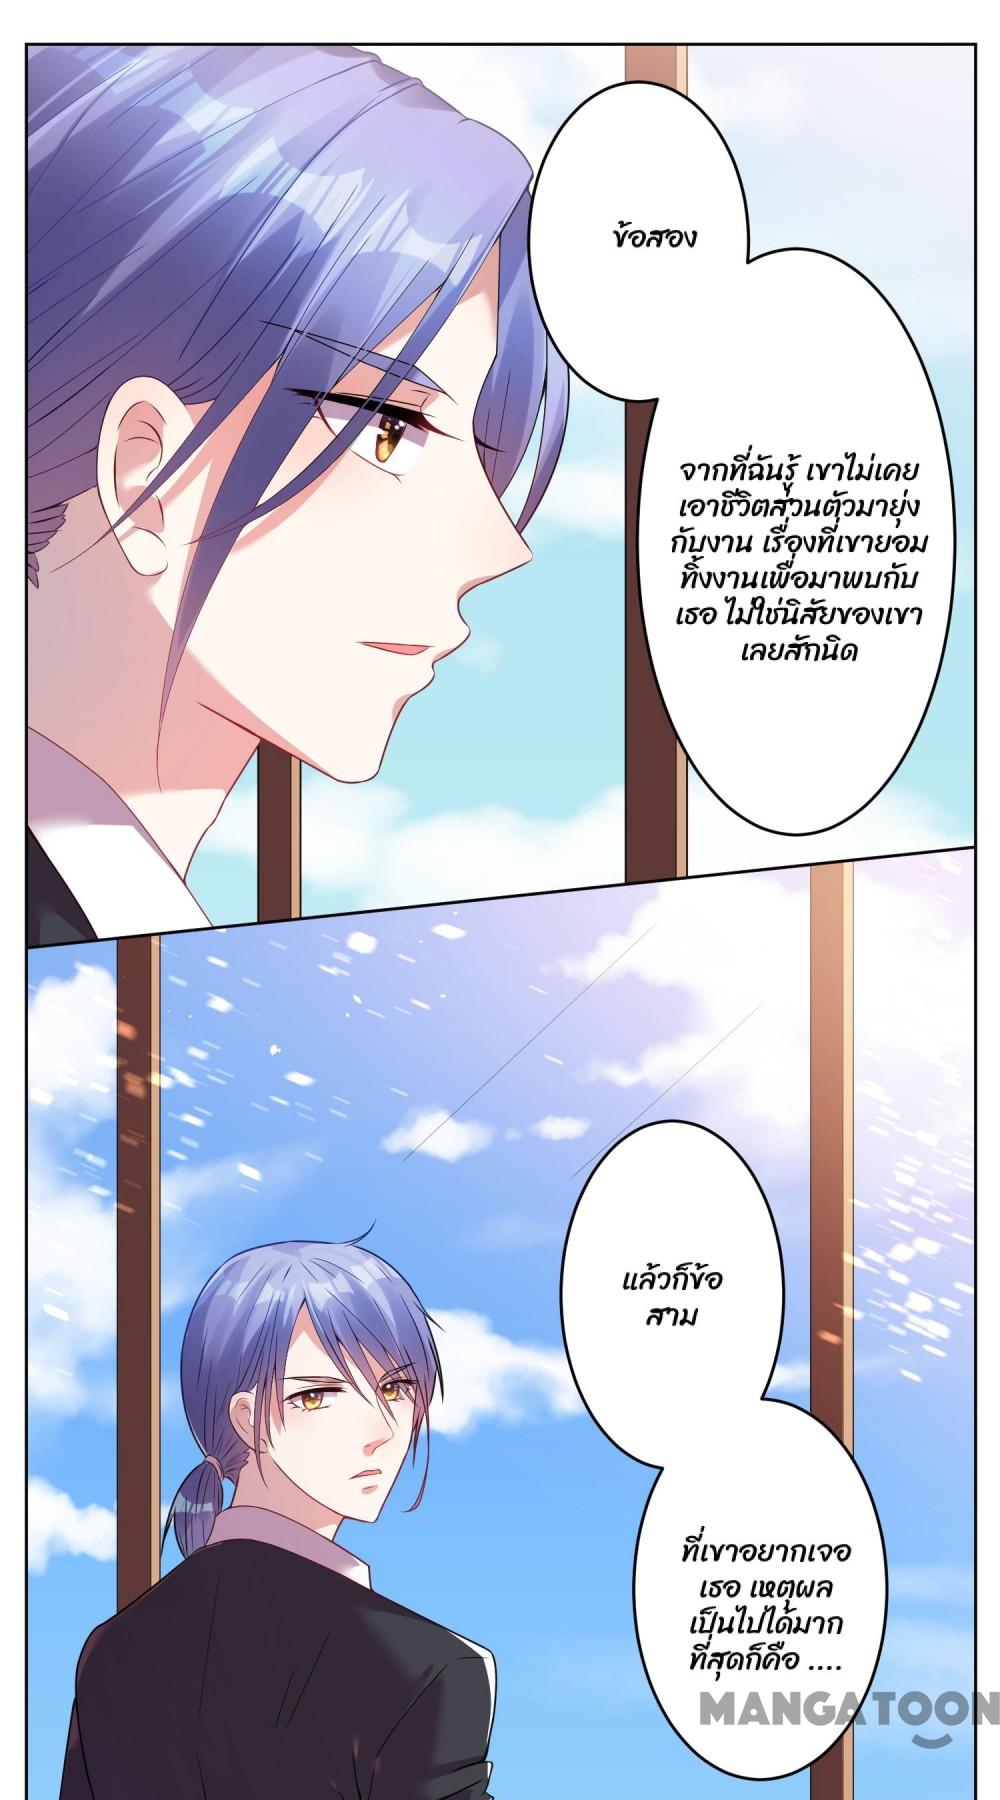 ข้อสอง
จากที่ฉันรู้ เขาไม่เคย
เอาชีวิตส่วนตัวมายุ่ง
กับงาน เรื่องที่เขายอม
ทิ้งงานเพื่อมาพบกับ
เธอ ไม่ใช่นิสัยของเขา
เลยสักนิด
แล้วก็ข้อ
สาม
ที่เขาอยากเจอ
เธอ เหตุผล
เป็นไปได้มาก
ที่สุดก็คือ ....
MANGATOON